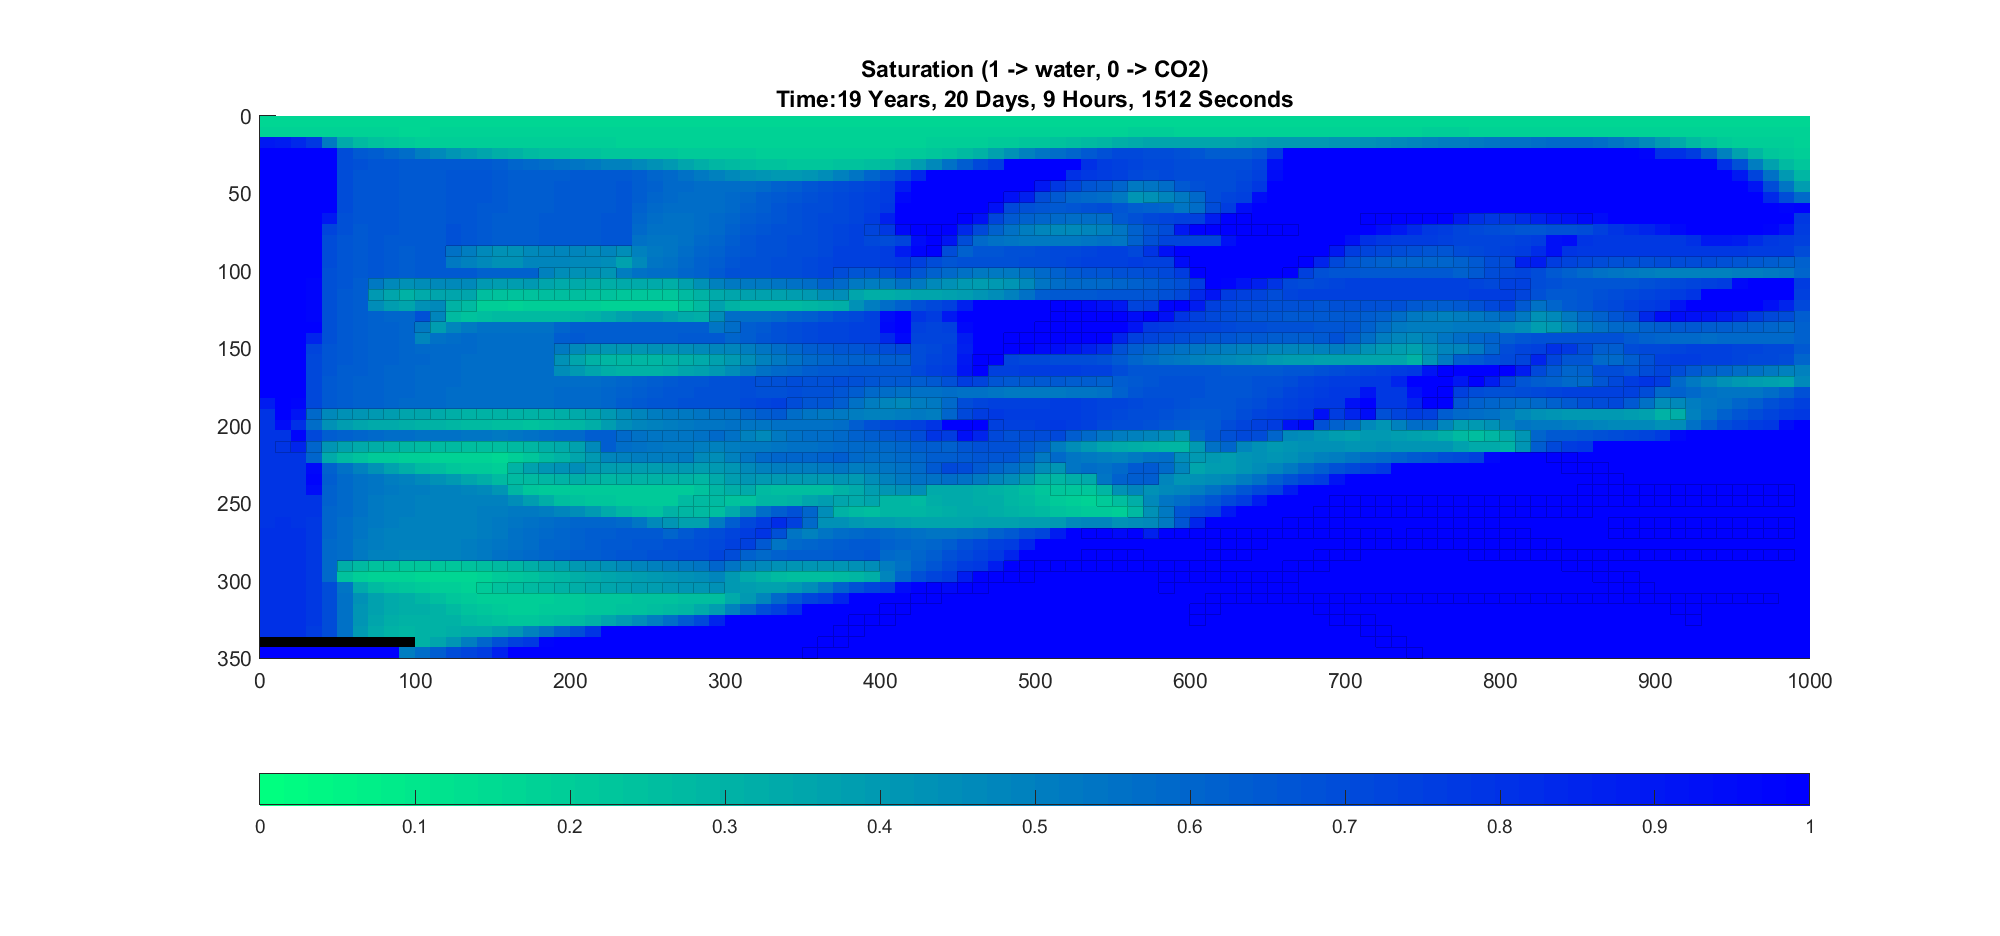 Saturation (1 -> water, 0 -> CO2)
Time:19 Years, 20 Days, 9 Hours, 1512 Seconds
0
50
100
150
200
250
300
350
0 100 200 300 400 500 600 700 800 900 1000
0 0.1 0.2 0.3 0.4 0.5 0.6 0.7 0.8 0.9 1